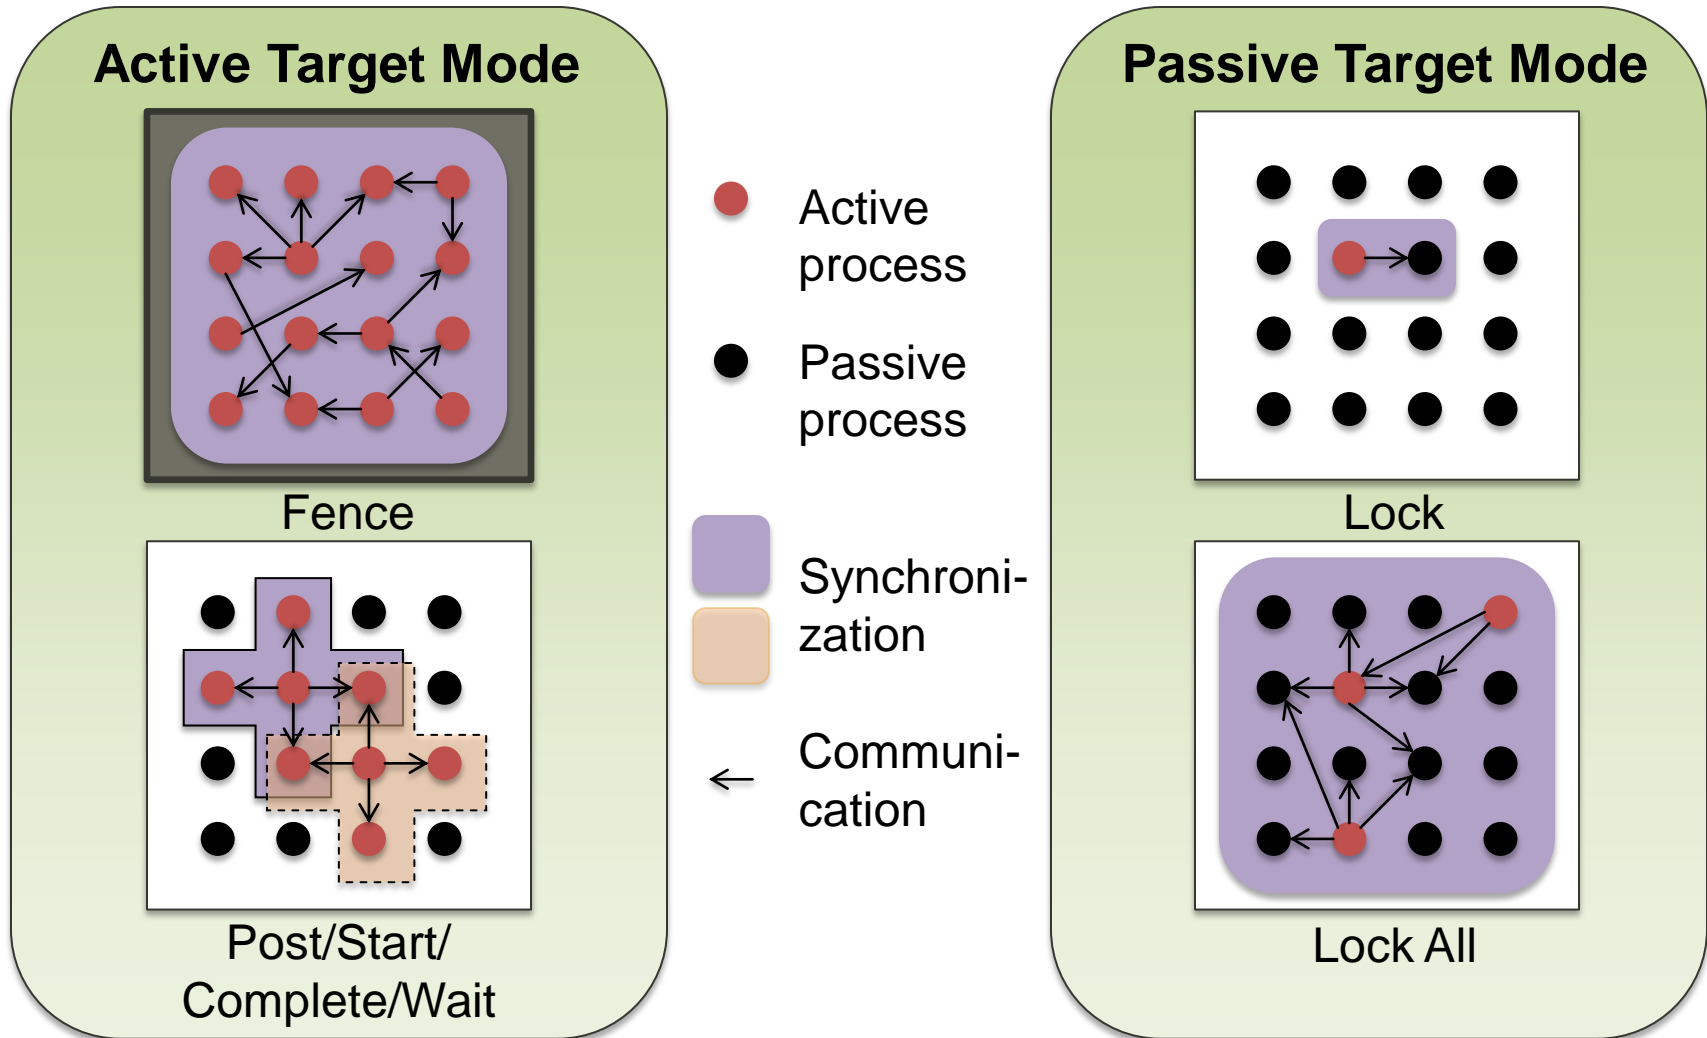 Active Target Mode
Fence
Post/Start/
Complete/Wait
Active
process
Passive
process
Synchroni-
zation
Communi-
cation
Passive Target Mode
Lock
Lock All